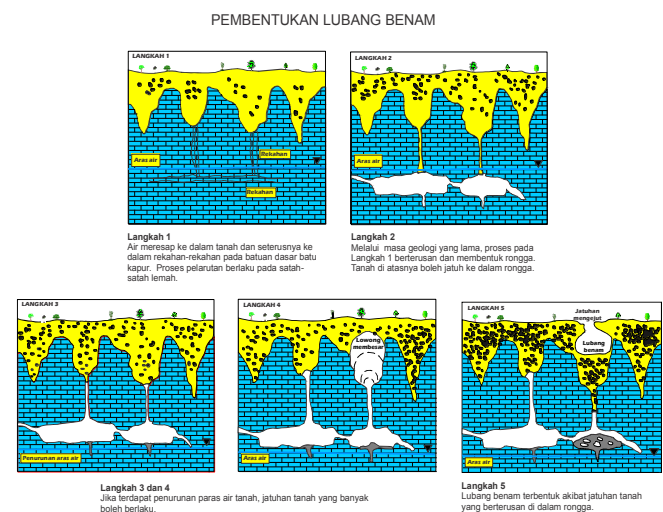 PEMBENTUKAN LUBANG BENAM
LANGKAH 1
Aras air
Rekahan
Rekahan
Langkah 1
Air meresap ke dalam tanah dan seterusnya ke
dalam rekahan-rekahan pada batuan dasar batu
kapur. Proses pelarutan berlaku pada satah-
satah lemah.
LANGKAH 2
Aras air
Langkah 2
Melalui masa geologi yang lama, proses pada
Langkah 1 berterusan dan membentuk rongga.
Tanah di atasnya boleh jatuh ke dalam rongga.
LANGKAH 3
Penurunan aras air
LANGKAH 4
Lowong
membesar
Aras air
Langkah 3 dan 4
Jika terdapat penurunan paras air tanah, jatuhan tanah yang banyak
boleh berlaku.
LANGKAH 5
Jatuhan
mengejut
Lubang
benam
Aras air
Langkah 5
Lubang benam terbentuk akibat jatuhan tanah
yang berterusan di dalam rongga.